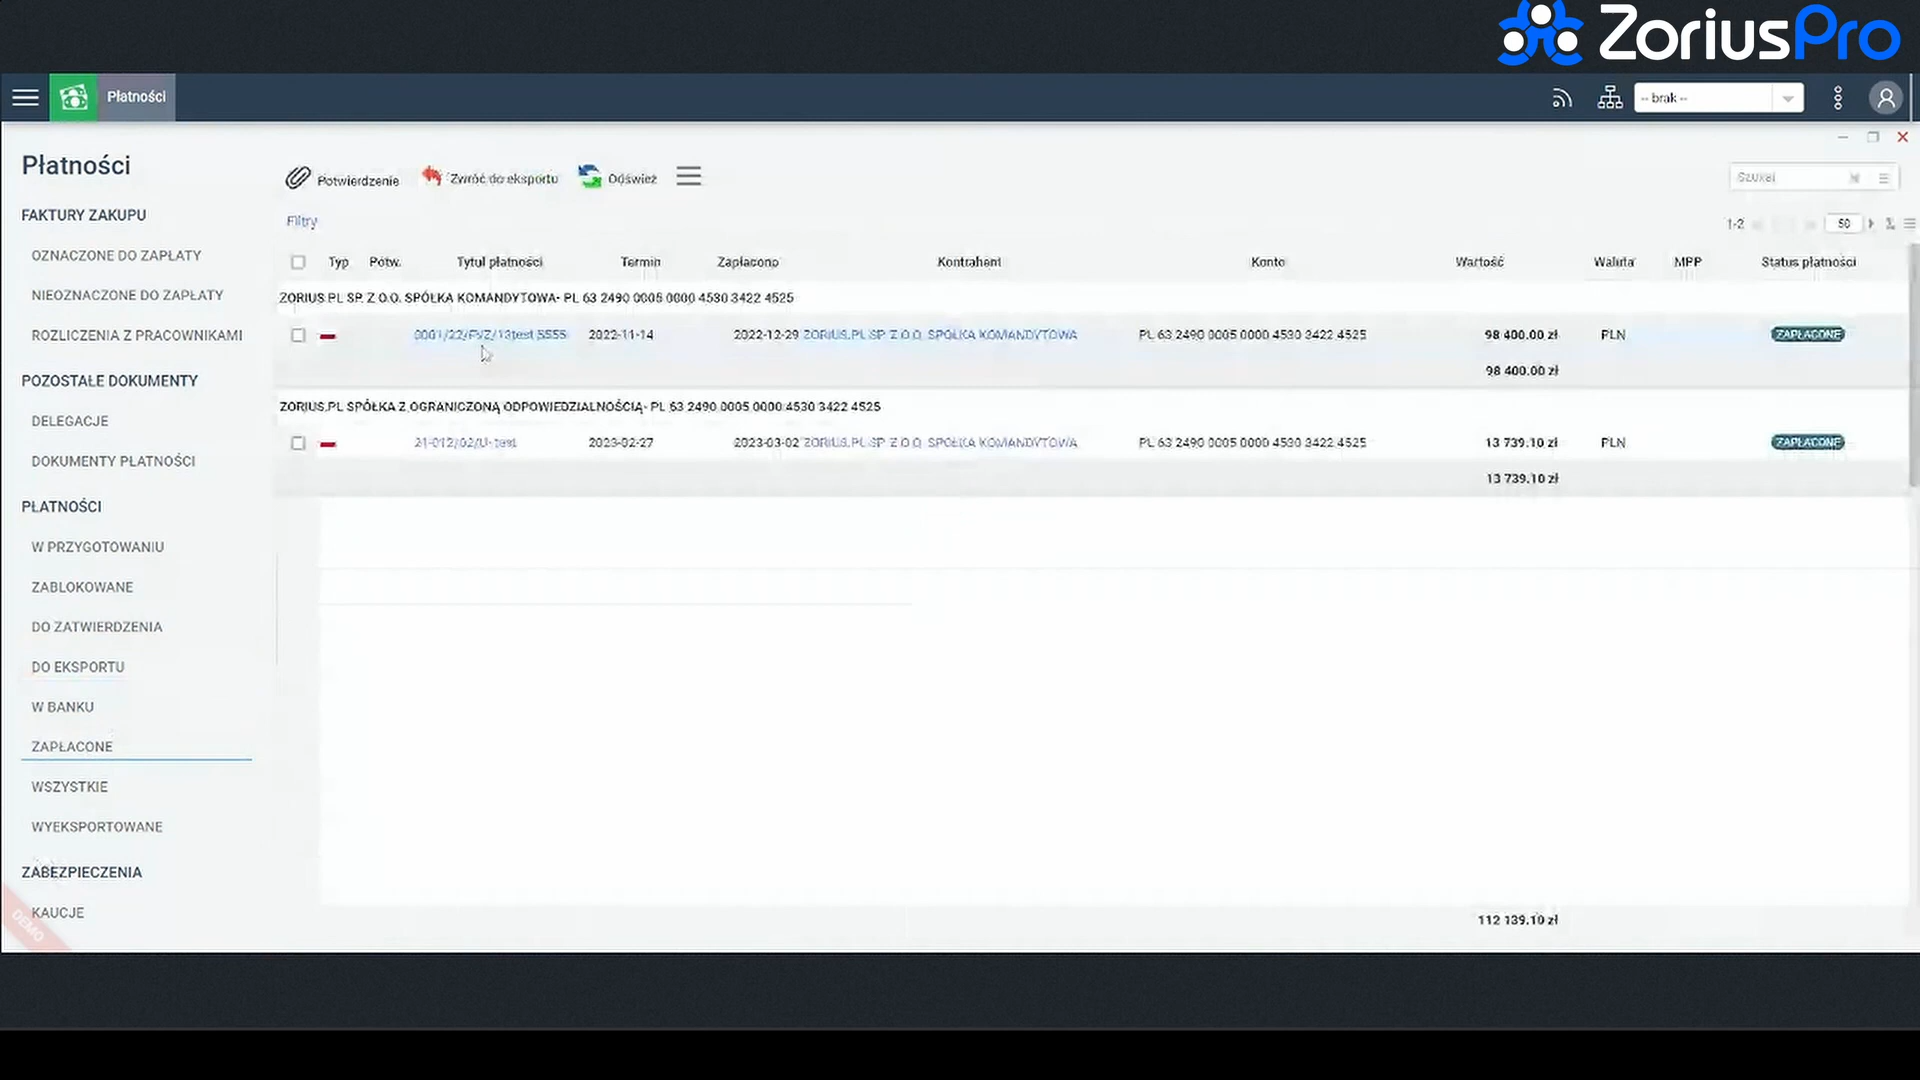 ZoriusPro
Płatności
-- brak --
Płatności
Potwierdzenie
Zwróć do eksportu
Odśwież
Szukaj
FAKTURY ZAKUPU
Filtry
1-2
50
OZNACZONE DO ZAPŁATY
Typ Potw. Tytuł płatności Termin Zapłacono Kontrahent Konto Wartość Waluta MPP Status płatności
NIEOZNACZONE DO ZAPŁATY
ZORIUS.PL SP. Z O.O. SPÓŁKA KOMANDYTOWA- PL 63 2490 0005 0000 4530 3422 4525
ROZLICZENIA Z PRACOWNIKAMI
0001/22/FVZ/13test 5555 2022-11-14 2022-12-29 ZORIUS.PL SP. Z O.O. SPÓŁKA KOMANDYTOWA PL 63 2490 0005 0000 4530 3422 4525 98 400.00 zł PLN ZAPŁACONE
98 400.00 zł
POZOSTAŁE DOKUMENTY
ZORIUS.PL SPÓŁKA Z OGRANICZONĄ ODPOWIEDZIALNOŚCIĄ- PL 63 2490 0005 0000 4530 3422 4525
DELEGACJE
2023-02-27 2023-03-02 ZORIUS.PL SP. Z O.O. SPÓŁKA KOMANDYTOWA PL 63 2490 0005 0000 4530 3422 4525 13 739.10 zł PLN ZAPŁACONE
DOKUMENTY PŁATNOŚCI
13 739.10 zł
PŁATNOŚCI
W PRZYGOTOWANIU
ZABLOKOWANE
DO ZATWIERDZENIA
DO EKSPORTU
W BANKU
ZAPŁACONE
WSZYSTKIE
WYEKSPORTOWANE
ZABEZPIECZENIA
KAUCJE
DEMO
112 139.10 zł